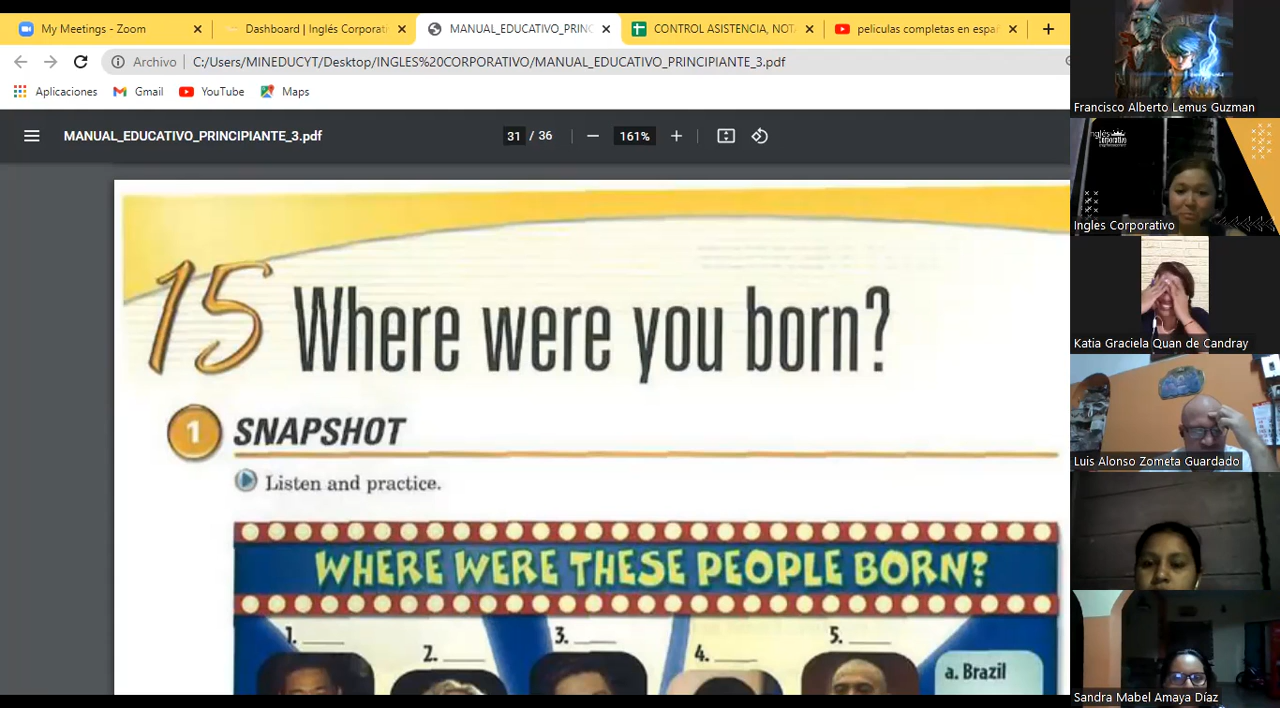 My Meetings - Zoom
Dashboard | Inglés Corporati
MANUAL_EDUCATIVO_PRINC
CONTROL ASISTENCIA, NOTA
peliculas completas en espa
Archivo | C:/Users/MINEDUCYT/Desktop/INGLES%20CORPORATIVO/MANUAL_EDUCATIVO_PRINCIPIANTE_3.pdf
Aplicaciones Gmail YouTube Maps
MANUAL_EDUCATIVO_PRINCIPIANTE_3.pdf 31 / 36 161%
15 Where were you born?
1 SNAPSHOT
Listen and practice.
WHERE WERE THESE PEOPLE BORN?
1. 
2. 
3. 
4. 
5. 
a. Brazil
Francisco Alberto Lemus Guzman
Inglés Corporativo
Ingles Corporativo
Katia Graciela Quan de Candray
Luis Alonso Zometa Guardado
Sandra Mabel Amaya Díaz